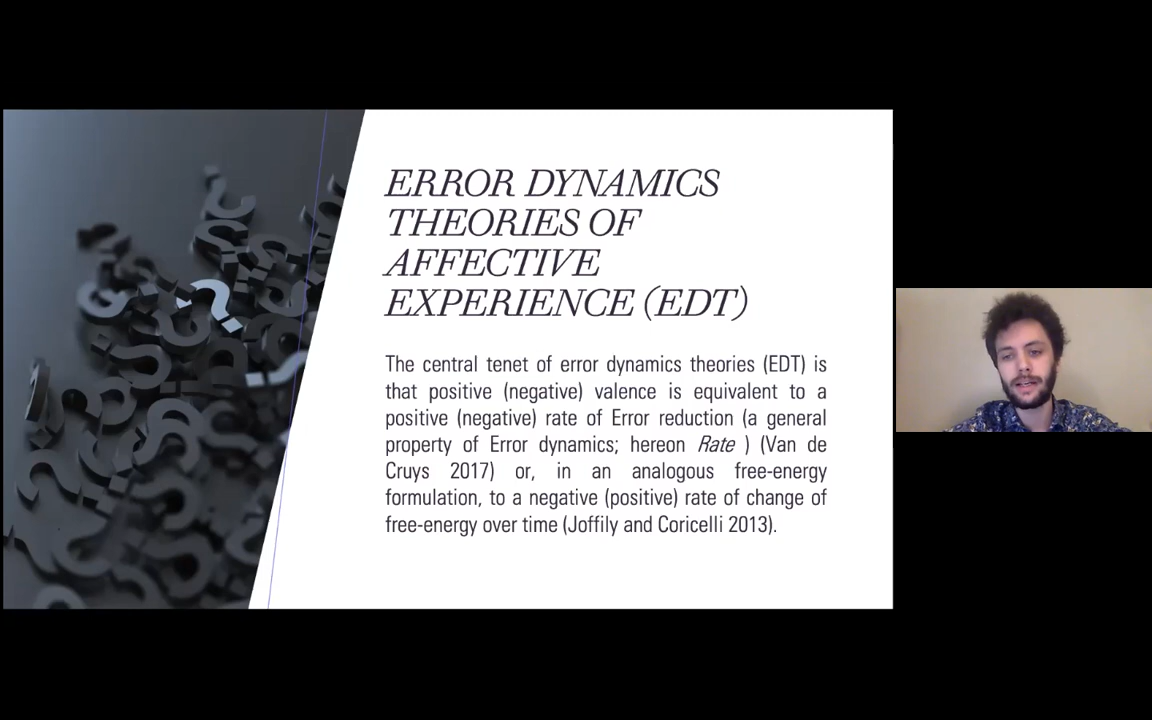 ERROR DYNAMICS
THEORIES OF
AFFECTIVE
EXPERIENCE (EDT)
The central tenet of error dynamics theories (EDT) is
that positive (negative) valence is equivalent to a
positive (negative) rate of Error reduction (a general
property of Error dynamics; hereon Rate ) (Van de
Cruys 2017) or, in an analogous free-energy
formulation, to a negative (positive) rate of change of
free-energy over time (Joffily and Coricelli 2013).